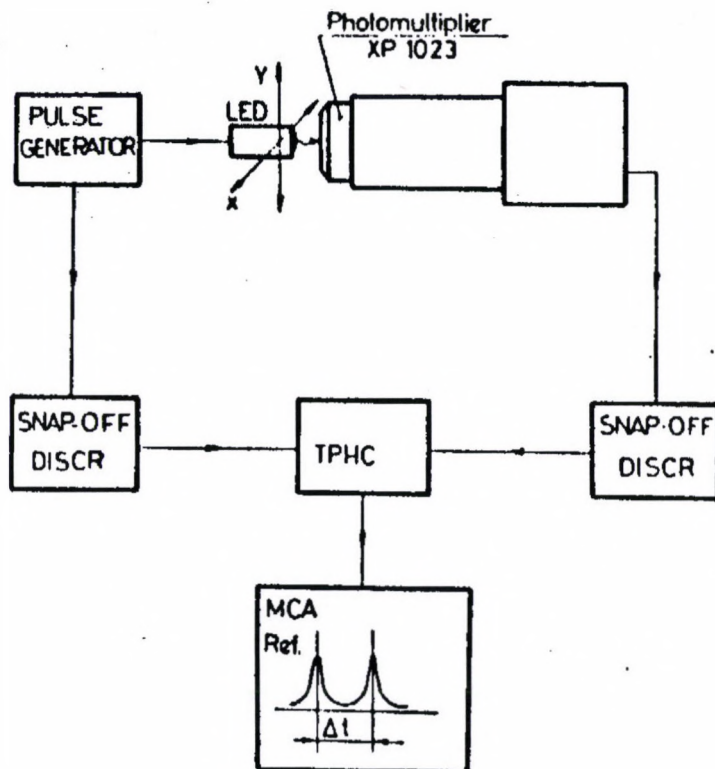 Photomultiplier
XP 1023
Y
LED
PULSE
GENERATOR
x
SNAP-OFF
DISCR
TPHC
SNAP·OFF
DISCR
MCA
Ref.
Δt